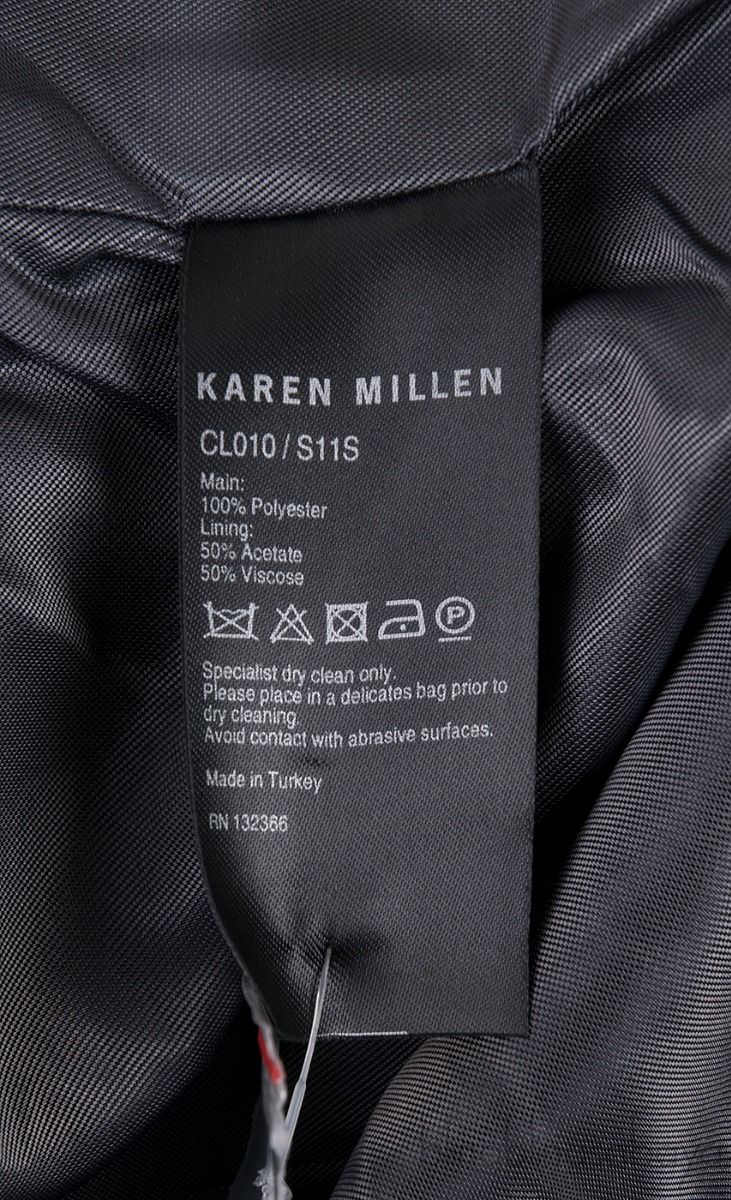 KAREN MILLEN
CL010 / S11S
Main:
100% Polyester
Lining:
50% Acetate
50% Viscose
P
Specialist dry clean only.
Please place in a delicates bag prior to
dry cleaning.
Avoid contact with abrasive surfaces.
Made in Turkey
RN 132366